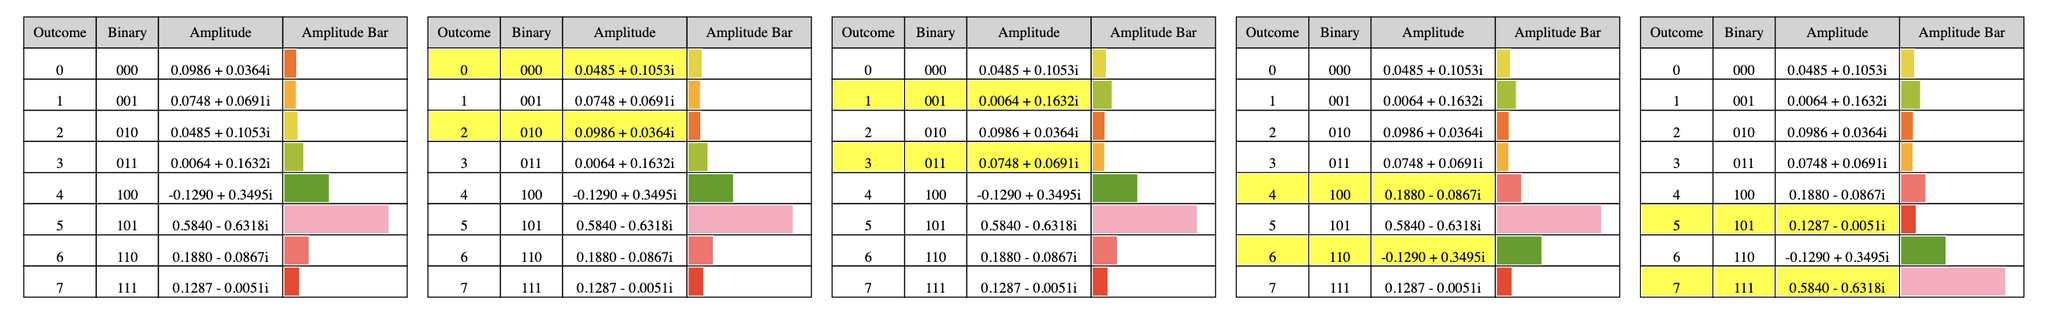 Outcome Binary Amplitude Amplitude Bar
0 000 0.0986 + 0.0364i
1 001 0.0748 + 0.0691i
2 010 0.0485 + 0.1053i
3 011 0.0064 + 0.1632i
4 100 -0.1290 + 0.3495i
5 101 0.5840 - 0.6318i
6 110 0.1880 - 0.0867i
7 111 0.1287 - 0.0051i
Outcome Binary Amplitude Amplitude Bar
0 000 0.0485 + 0.1053i
1 001 0.0748 + 0.0691i
2 010 0.0986 + 0.0364i
3 011 0.0064 + 0.1632i
4 100 -0.1290 + 0.3495i
5 101 0.5840 - 0.6318i
6 110 0.1880 - 0.0867i
7 111 0.1287 - 0.0051i
Outcome Binary Amplitude Amplitude Bar
0 000 0.0485 + 0.1053i
1 001 0.0064 + 0.1632i
2 010 0.0986 + 0.0364i
3 011 0.0748 + 0.0691i
4 100 -0.1290 + 0.3495i
5 101 0.5840 - 0.6318i
6 110 0.1880 - 0.0867i
7 111 0.1287 - 0.0051i
Outcome Binary Amplitude Amplitude Bar
0 000 0.0485 + 0.1053i
1 001 0.0064 + 0.1632i
2 010 0.0986 + 0.0364i
3 011 0.0748 + 0.0691i
4 100 0.1880 - 0.0867i
5 101 0.5840 - 0.6318i
6 110 -0.1290 + 0.3495i
7 111 0.1287 - 0.0051i
Outcome Binary Amplitude Amplitude Bar
0 000 0.0485 + 0.1053i
1 001 0.0064 + 0.1632i
2 010 0.0986 + 0.0364i
3 011 0.0748 + 0.0691i
4 100 0.1880 - 0.0867i
5 101 0.1287 - 0.0051i
6 110 -0.1290 + 0.3495i
7 111 0.5840 - 0.6318i